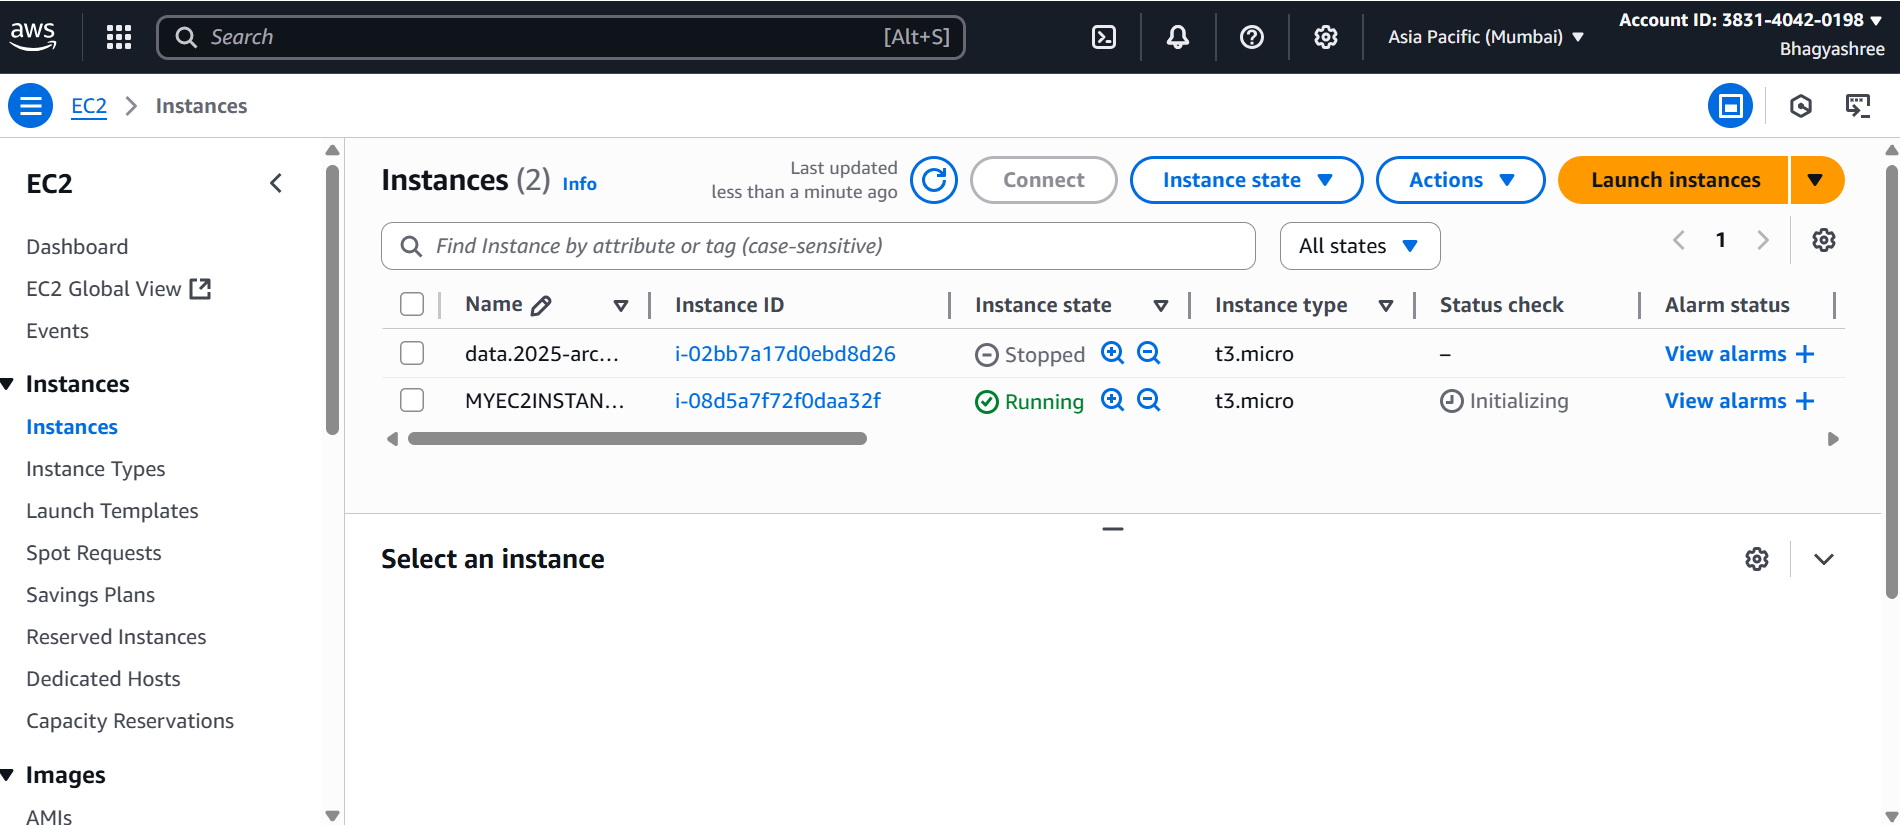 aws
Search [Alt+S]
Asia Pacific (Mumbai)
Account ID: 3831-4042-0198
Bhagyashree
EC2 Instances
EC2
Dashboard
EC2 Global View
Events
Instances
Instances
Instance Types
Launch Templates
Spot Requests
Savings Plans
Reserved Instances
Dedicated Hosts
Capacity Reservations
Images
AMIs
Instances (2) Info
Last updated
less than a minute ago
Connect
Instance state
Actions
Launch instances
Find Instance by attribute or tag (case-sensitive)
All states
1
Name Instance ID Instance state Instance type Status check Alarm status
data.2025-arc... i-02bb7a17d0ebd8d26 Stopped t3.micro – View alarms +
MYEC2INSTAN... i-08d5a7f72f0daa32f Running t3.micro Initializing View alarms +
Select an instance